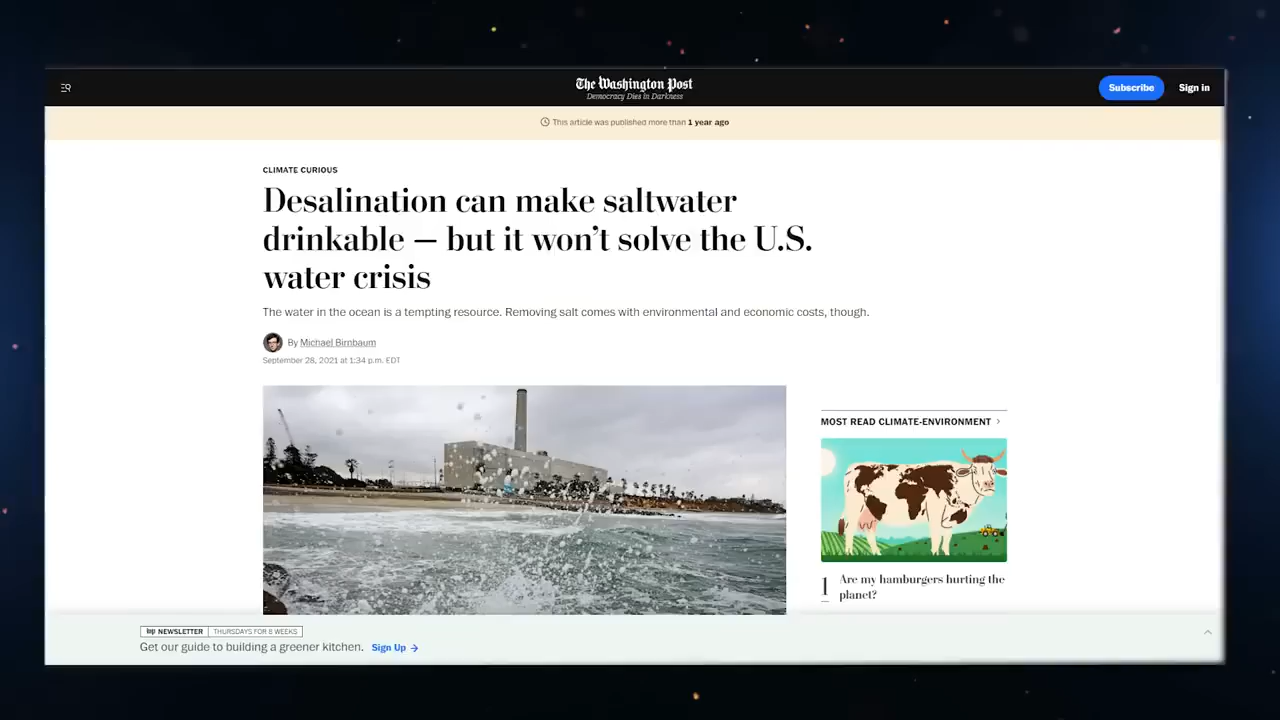 The Washington Post
Democracy Dies in Darkness
Subscribe
Sign in
This article was published more than 1 year ago
CLIMATE CURIOUS
Desalination can make saltwater
drinkable — but it won't solve the U.S.
water crisis
The water in the ocean is a tempting resource. Removing salt comes with environmental and economic costs, though.
By Michael Birnbaum
September 28, 2021 at 1:34 p.m. EDT
MOST READ CLIMATE-ENVIRONMENT
1 Are my hamburgers hurting the
planet?
wp NEWSLETTER THURSDAYS FOR 8 WEEKS
Get our guide to building a greener kitchen. Sign Up